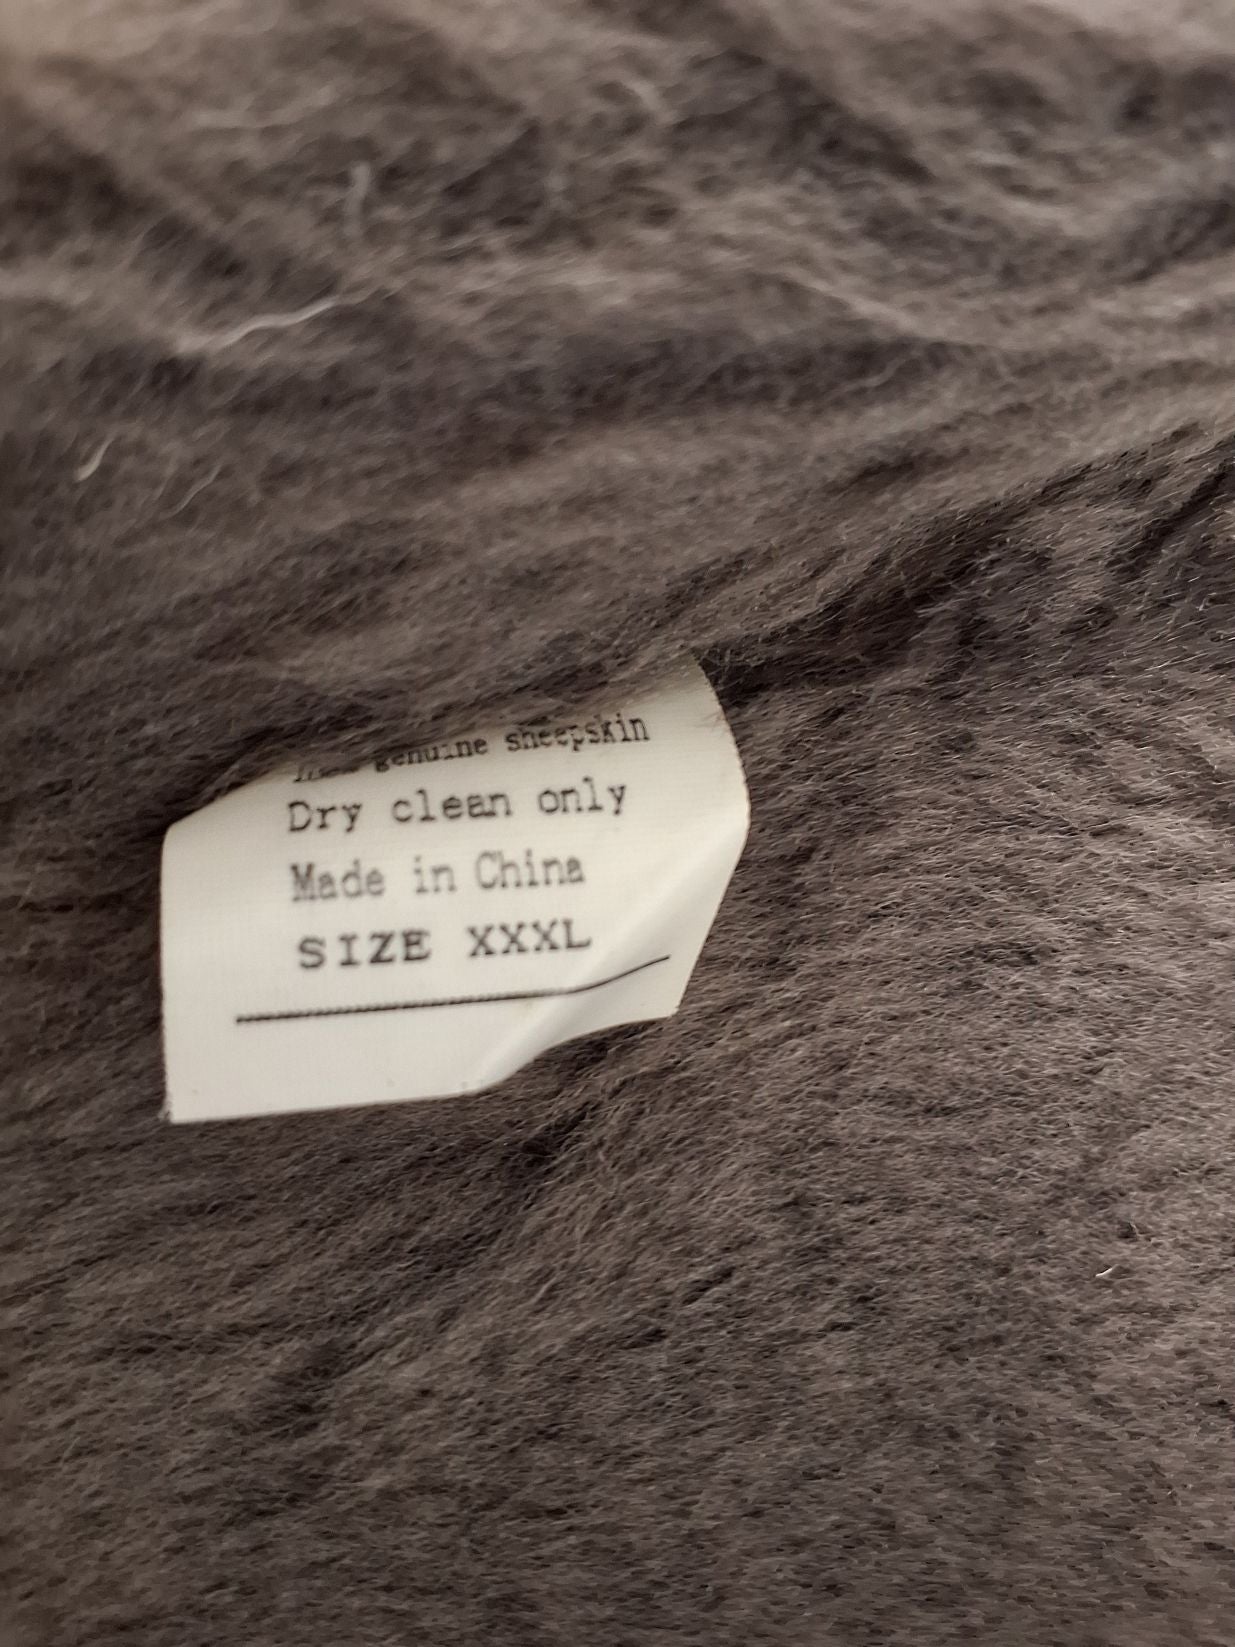 genuine sheepskin
Dry clean only
Made in China
SIZE XXXL